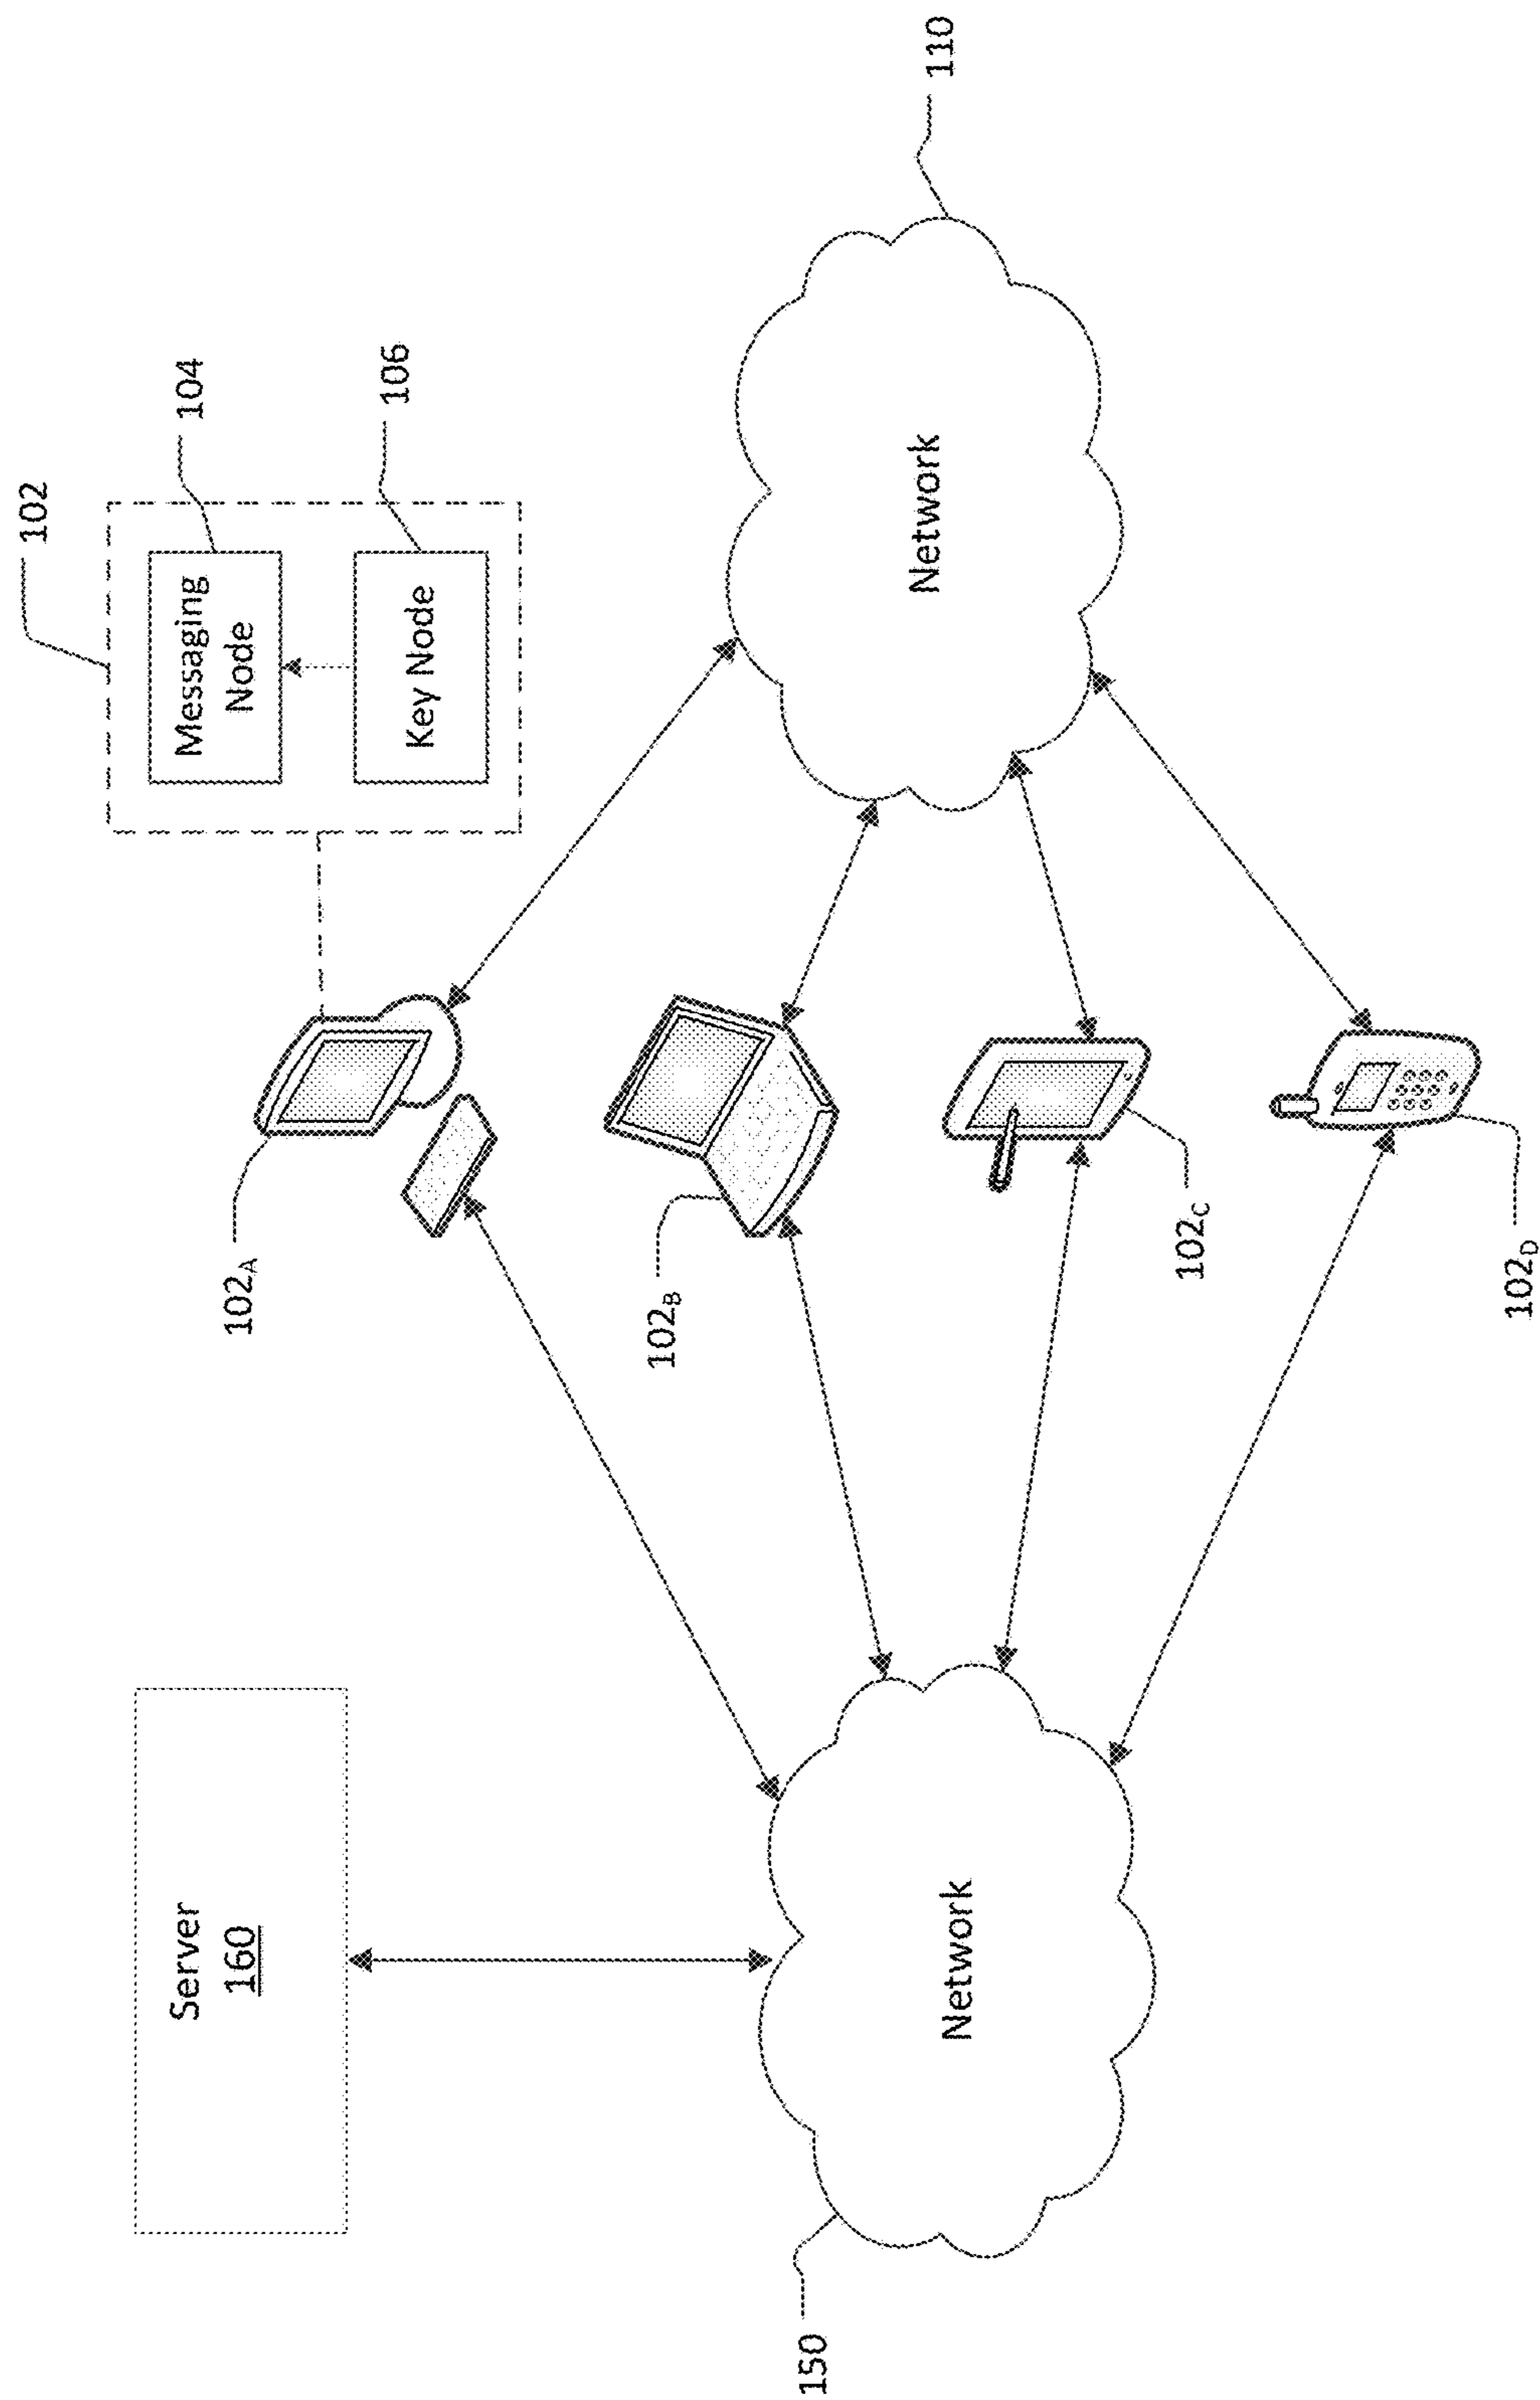 Server
160
102
104
106
Messaging
Node
Key Node
102A
102B
102C
102D
Network
Network
150
110